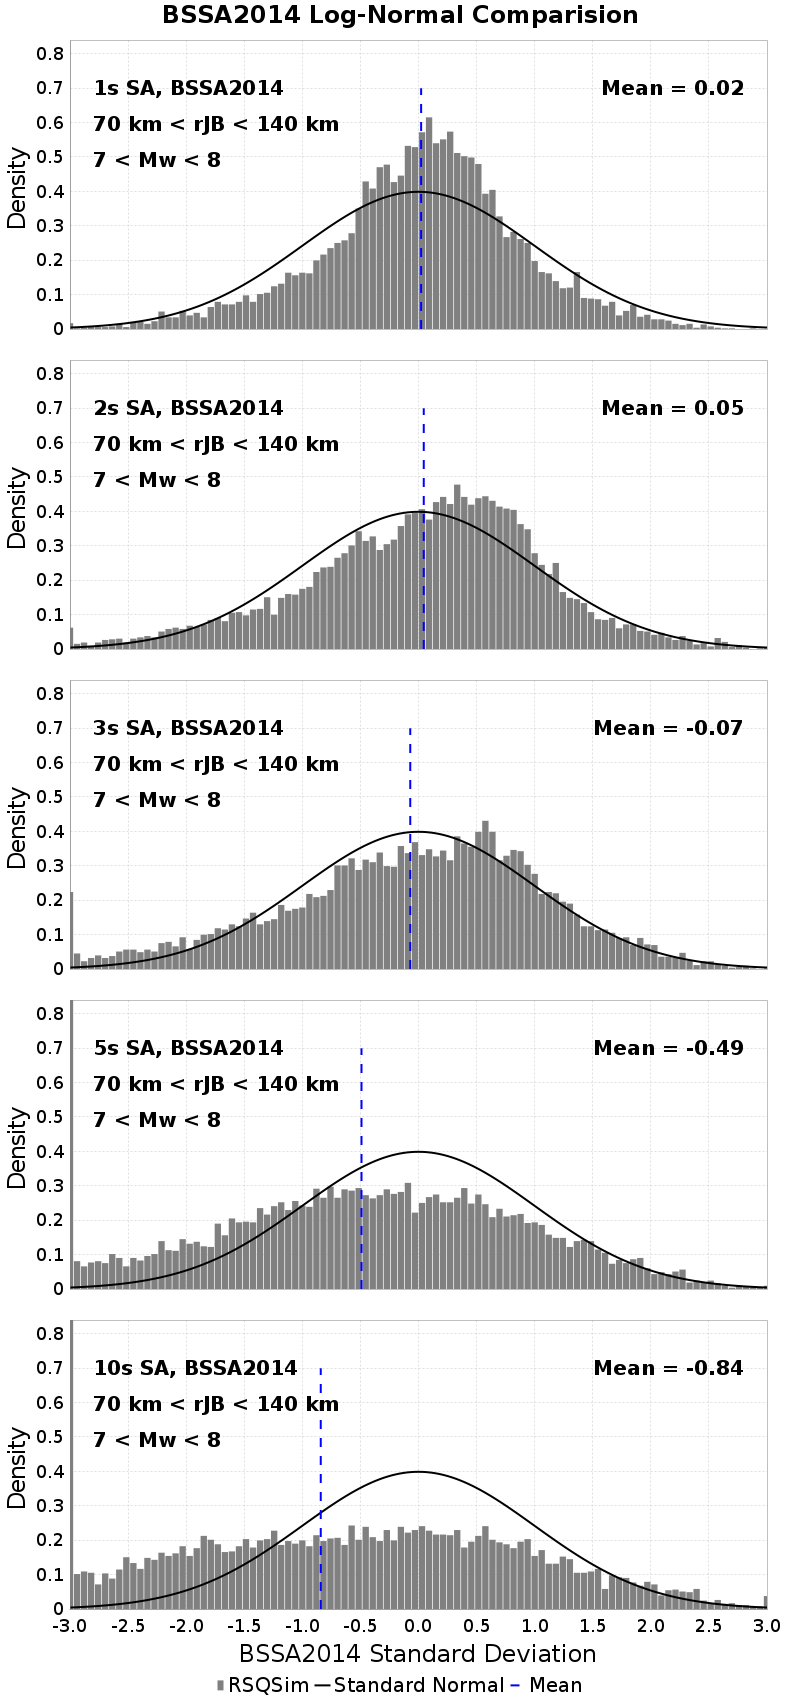 BSSA2014 Log-Normal Comparision
0.8
0.7
0.6
0.5
0.4
0.3
0.2
0.1
0
Density
1s SA, BSSA2014
70 km < rJB < 140 km
7 < Mw < 8
Mean = 0.02
0.8
0.7
0.6
0.5
0.4
0.3
0.2
0.1
0
Density
2s SA, BSSA2014
70 km < rJB < 140 km
7 < Mw < 8
Mean = 0.05
0.8
0.7
0.6
0.5
0.4
0.3
0.2
0.1
0
Density
3s SA, BSSA2014
70 km < rJB < 140 km
7 < Mw < 8
Mean = -0.07
0.8
0.7
0.6
0.5
0.4
0.3
0.2
0.1
0
Density
5s SA, BSSA2014
70 km < rJB < 140 km
7 < Mw < 8
Mean = -0.49
0.8
0.7
0.6
0.5
0.4
0.3
0.2
0.1
0
Density
10s SA, BSSA2014
70 km < rJB < 140 km
7 < Mw < 8
Mean = -0.84
-3.0 -2.5 -2.0 -1.5 -1.0 -0.5 0.0 0.5 1.0 1.5 2.0 2.5 3.0
BSSA2014 Standard Deviation
RSQSim Standard Normal Mean